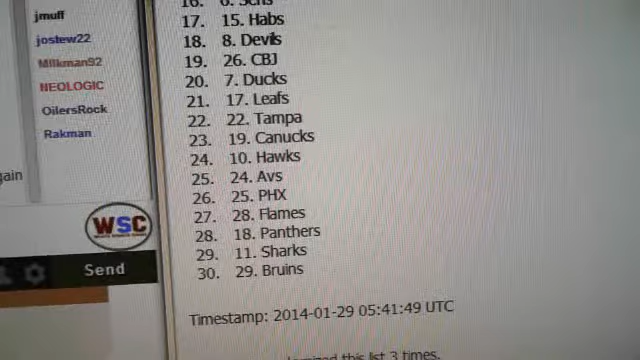 jmuff
jostew22
Milkman92
NEOLOGIC
OilersRock
Rakman
gain
WSC
Send
16. 6. Sens
17. 15. Habs
18. 8. Devils
19. 26. CBJ
20. 7. Ducks
21. 17. Leafs
22. 22. Tampa
23. 19. Canucks
24. 10. Hawks
25. 24. Avs
26. 25. PHX
27. 28. Flames
28. 18. Panthers
29. 11. Sharks
30. 29. Bruins
Timestamp: 2014-01-29 05:41:49 UTC
this list 3 times.